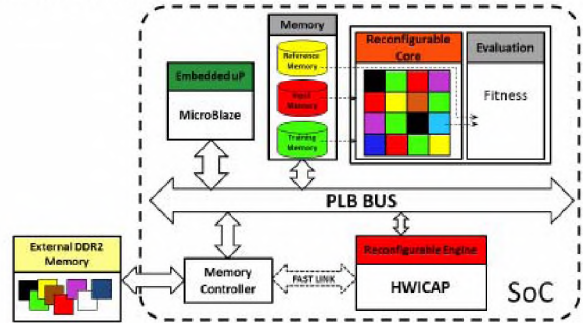 Memory
Reference
Memory
Input
Memory
Training
Memory
Reconfigurable
Core
Evaluation
Fitness
Embedded uP
MicroBlaze
PLB BUS
External DDR2
Memory
Memory
Controller
FAST LINK
Reconfigurable Engine
HWICAP
SoC